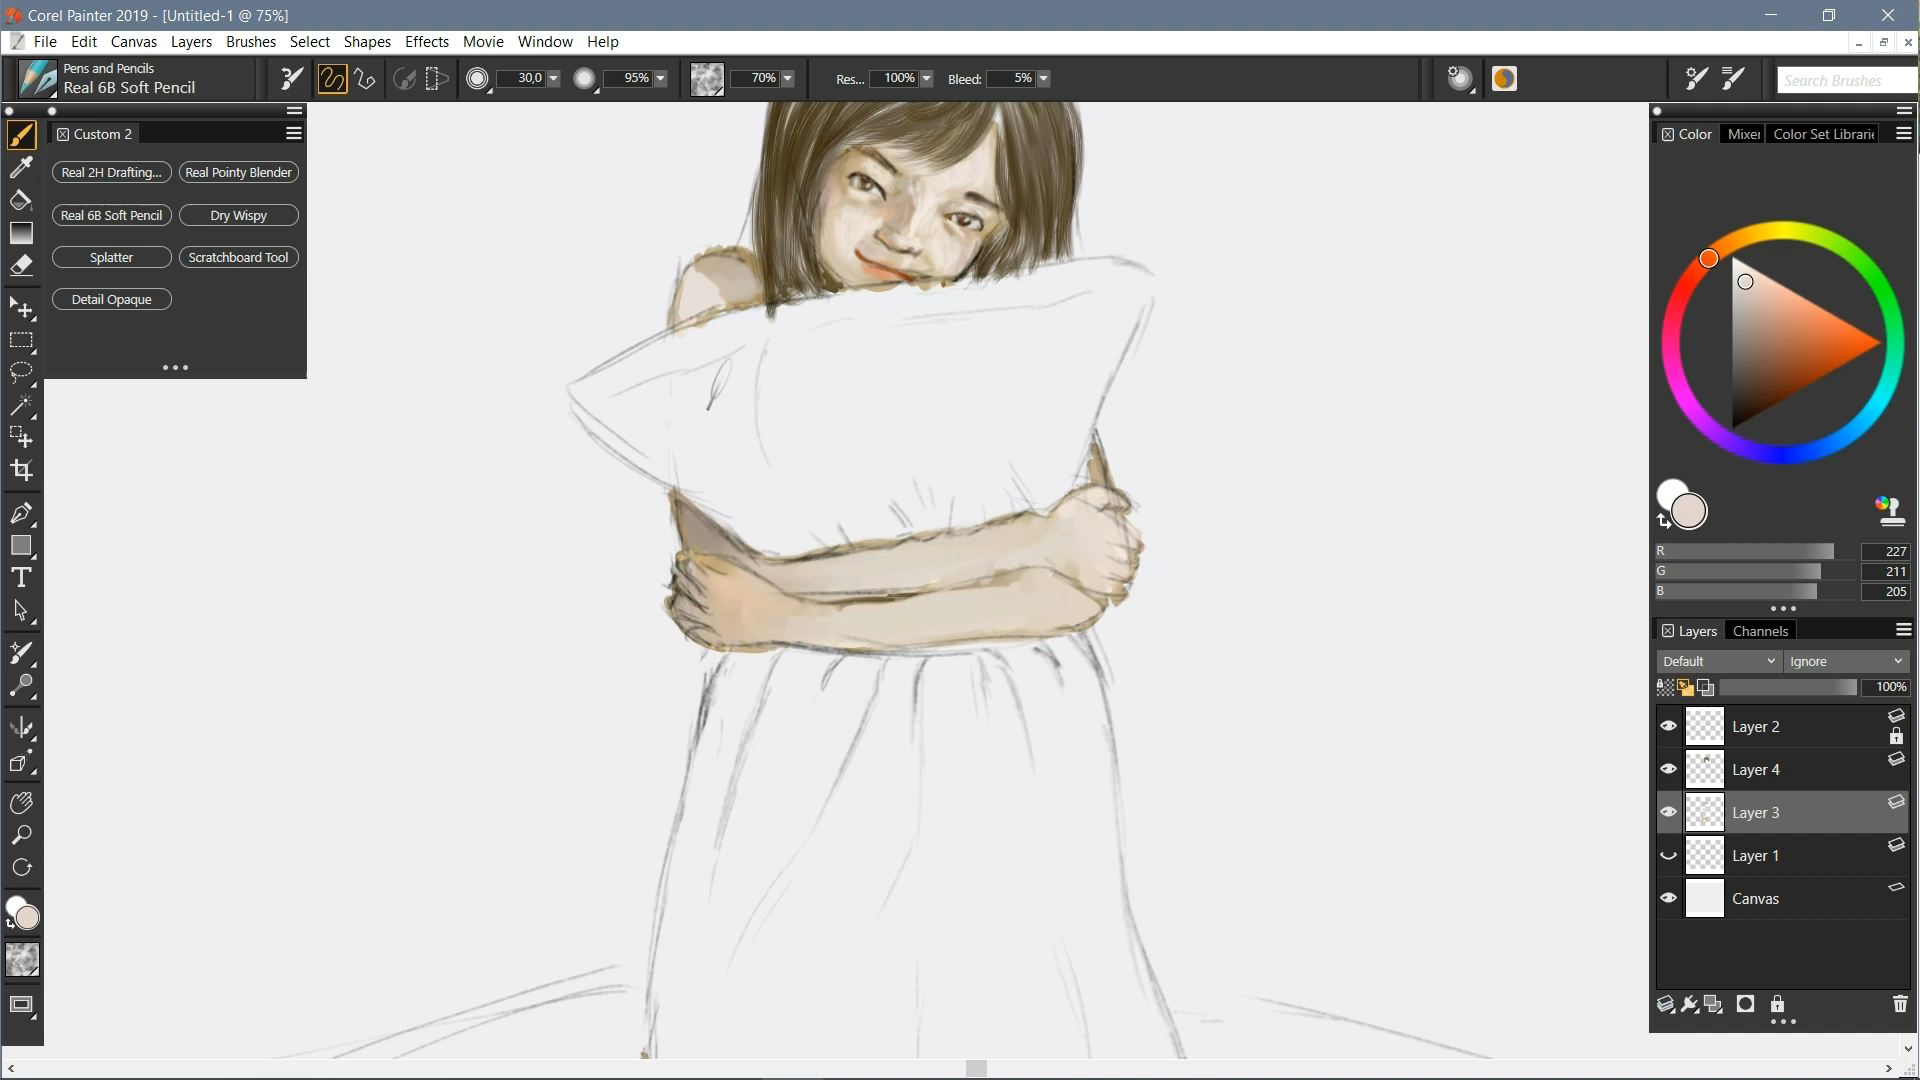 Corel Painter 2019 - [Untitled-1 @ 75%]
File Edit Canvas Layers Brushes Select Shapes Effects Movie Window Help
Pens and Pencils
Real 6B Soft Pencil
30,0 95% 70% Res... 100% Bleed: 5% Search Brushes
Custom 2
Real 2H Drafting... Real Pointy Blender
Real 6B Soft Pencil Dry Wispy
Splatter Scratchboard Tool
Detail Opaque
T
Color Mixer Color Set Librarie
R 227
G 211
B 205
Layers Channels
Default Ignore
100%
Layer 2
Layer 4
Layer 3
Layer 1
Canvas